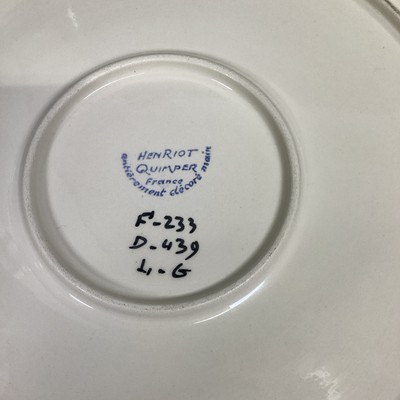 HENRIOT
QUIMPER
France
entièrement décoré main
F-233
D-439
L-G